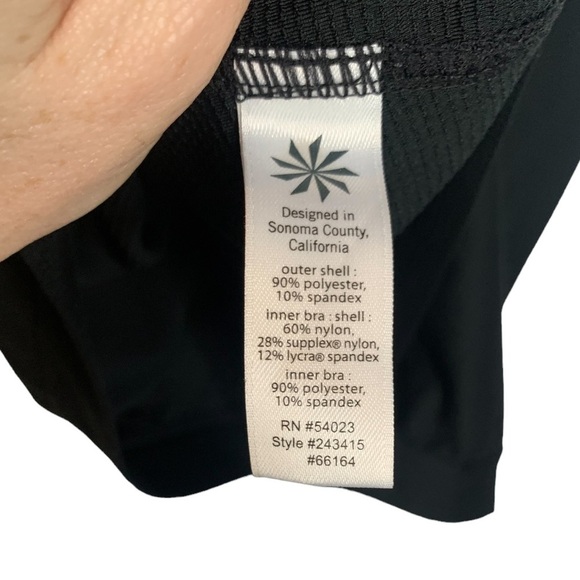 Designed in
Sonoma County,
California
outer shell :
90% polyester,
10% spandex
inner bra : shell :
60% nylon,
28% supplex® nylon,
12% lycra® spandex
inner bra :
90% polyester,
10% spandex
RN #54023
Style #243415
#66164